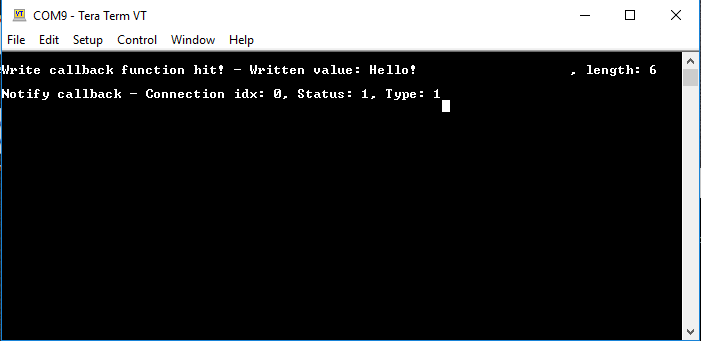 VT
COM9 - Tera Term VT
File Edit Setup Control Window Help
Write callback function hit! - Written value: Hello! , length: 6
Notify callback - Connection idx: 0, Status: 1, Type: 1